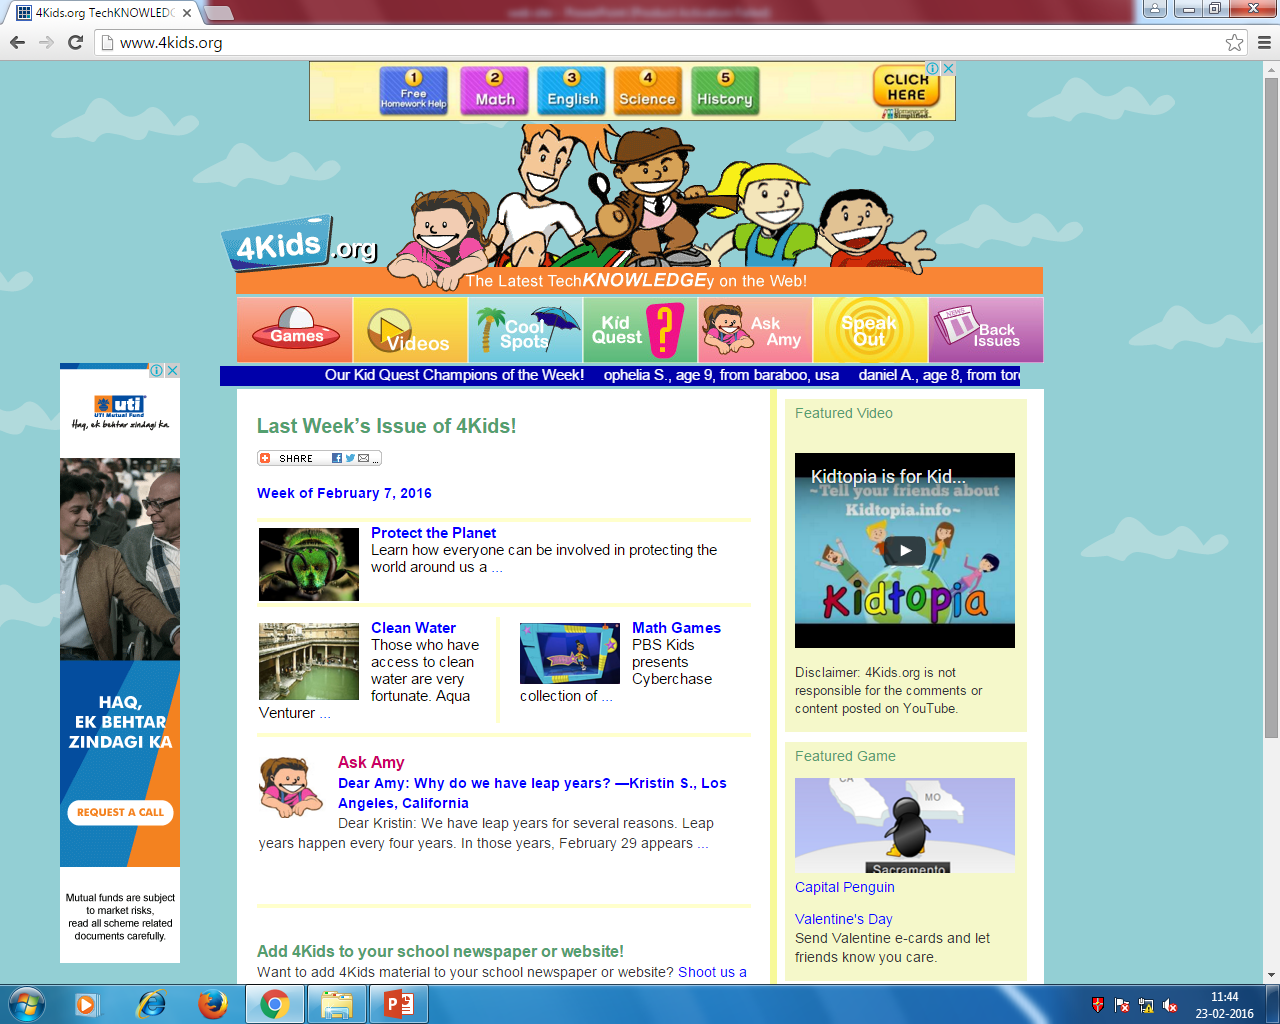 4Kids.org TechKNOWLEDG
www.4kids.org
1 Free Homework Help
2 Math
3 English
4 Science
5 History
CLICK HERE
Homework Simplified
4Kids.org
The Latest TechKNOWLEDGEy on the Web!
Games
Videos
Cool Spots
Kid Quest ?
Ask Amy
Speak Out
NEWS
Back Issues
Our Kid Quest Champions of the Week! ophelia S., age 9, from baraboo, usa daniel A., age 8, from toro
uti
UTI Mutual Fund
Haq, ek behtar zindagi ka
HAQ,
EK BEHTAR
ZINDAGI KA
REQUEST A CALL
Mutual funds are subject
to market risks,
read all scheme related
documents carefully.
Last Week's Issue of 4Kids!
SHARE ...
Week of February 7, 2016
Protect the Planet
Learn how everyone can be involved in protecting the
world around us a ...
Clean Water
Those who have
access to clean
water are very
fortunate. Aqua
Venturer ...
Math Games
PBS Kids
presents
Cyberchase
collection of ...
Ask Amy
Dear Amy: Why do we have leap years? —Kristin S., Los
Angeles, California
Dear Kristin: We have leap years for several reasons. Leap
years happen every four years. In those years, February 29 appears ...
Add 4Kids to your school newspaper or website!
Want to add 4Kids material to your school newspaper or website? Shoot us a
Featured Video
Kidtopia is for Kid...
~Tell your friends about
Kidtopia.info~
Kidtopia
Disclaimer: 4Kids.org is not
responsible for the comments or
content posted on YouTube.
Featured Game
CA
MO
Sacramento
Capital Penguin
Valentine's Day
Send Valentine e-cards and let
friends know you care.
11:44
23-02-2016